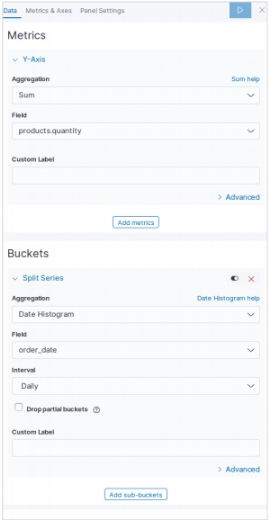 Data Metrics & Axes Panel Settings
Metrics
Y-Axis
Aggregation Sum help
Sum
Field
products.quantity
Custom Label
Advanced
Add metrics
Buckets
Split Series
Aggregation Date Histogram help
Date Histogram
Field
order_date
Interval
Daily
Drop partial buckets
Custom Label
Advanced
Add sub-buckets